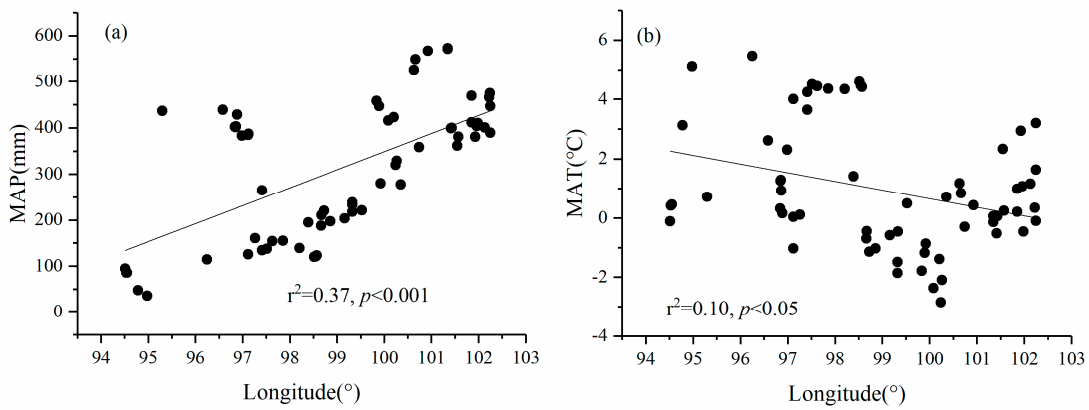 (a)
600
500
400
300
200
100
0
MAP(mm)
r²=0.37, p<0.001
94 95 96 97 98 99 100 101 102 103
Longitude(°)
(b)
6
4
2
0
-2
-4
MAT(°C)
r²=0.10, p<0.05
94 95 96 97 98 99 100 101 102 103
Longitude(°)